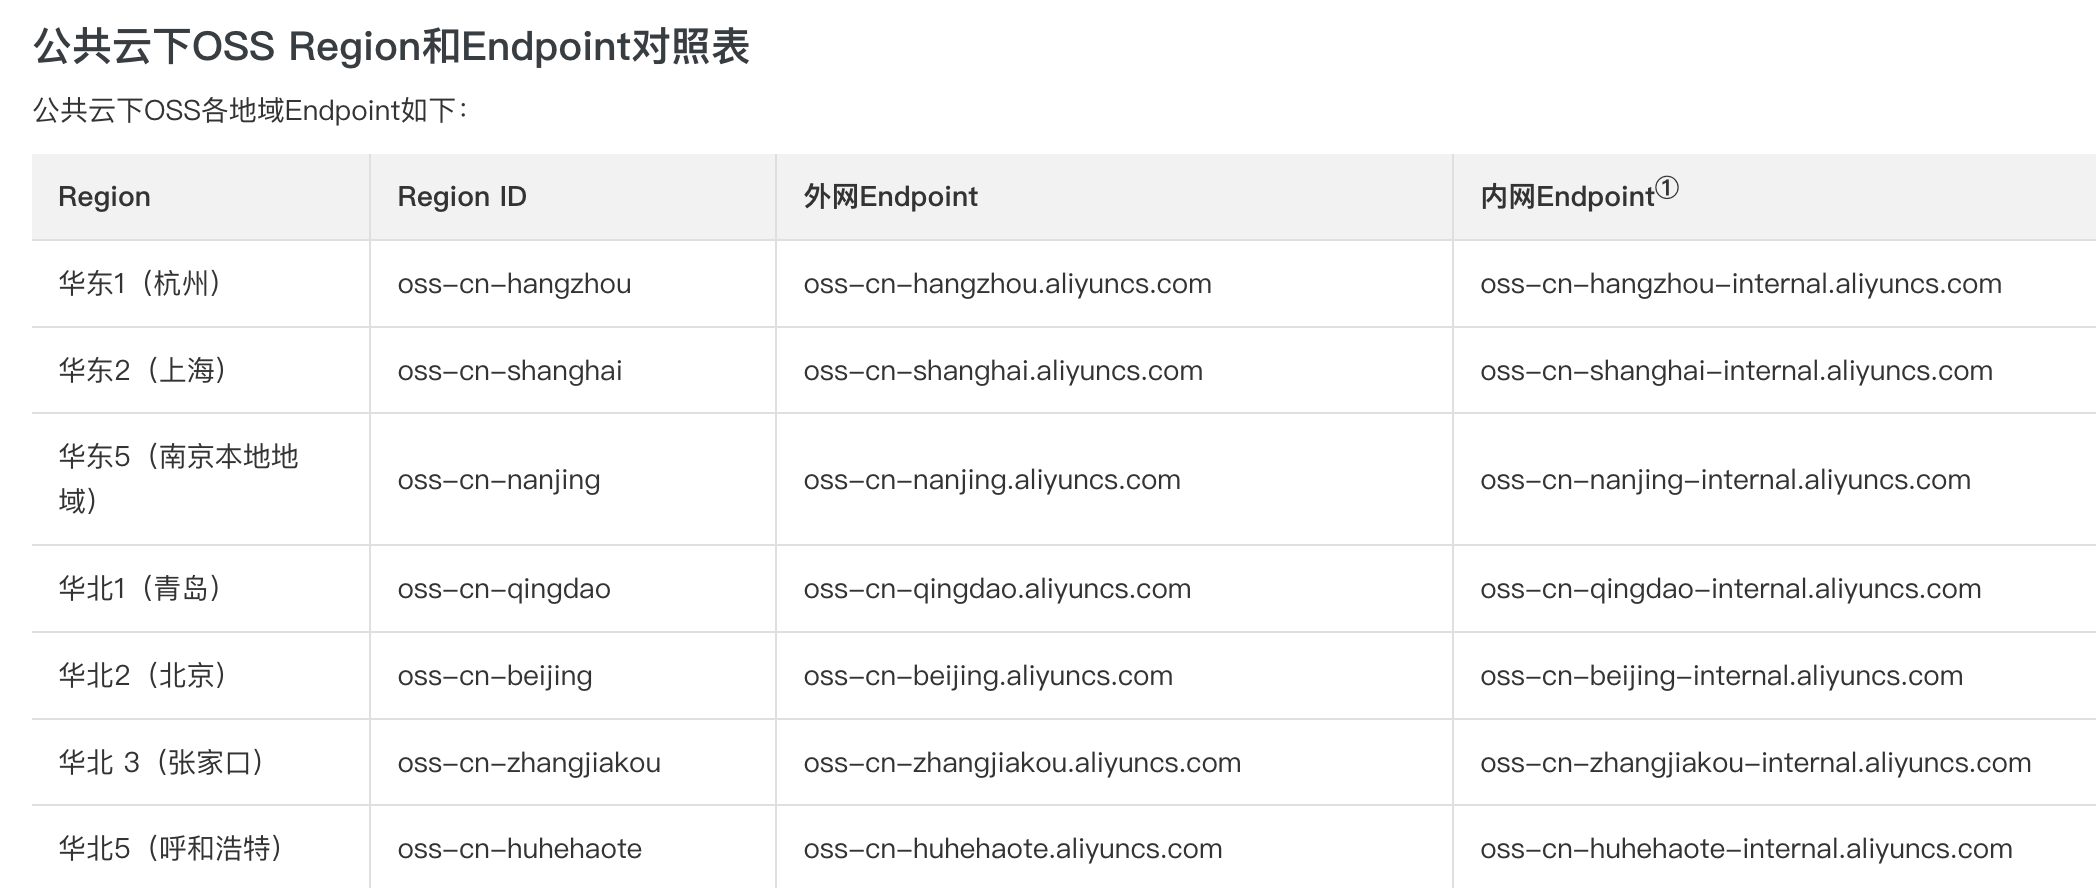 公共云下OSS Region和Endpoint对照表
公共云下OSS各地域Endpoint如下：
Region Region ID 外网Endpoint 内网Endpoint①
华东1（杭州） oss-cn-hangzhou oss-cn-hangzhou.aliyuncs.com oss-cn-hangzhou-internal.aliyuncs.com
华东2（上海） oss-cn-shanghai oss-cn-shanghai.aliyuncs.com oss-cn-shanghai-internal.aliyuncs.com
华东5（南京本地地
域） oss-cn-nanjing oss-cn-nanjing.aliyuncs.com oss-cn-nanjing-internal.aliyuncs.com
华北1（青岛） oss-cn-qingdao oss-cn-qingdao.aliyuncs.com oss-cn-qingdao-internal.aliyuncs.com
华北2（北京） oss-cn-beijing oss-cn-beijing.aliyuncs.com oss-cn-beijing-internal.aliyuncs.com
华北 3（张家口） oss-cn-zhangjiakou oss-cn-zhangjiakou.aliyuncs.com oss-cn-zhangjiakou-internal.aliyuncs.com
华北5（呼和浩特） oss-cn-huhehaote oss-cn-huhehaote.aliyuncs.com oss-cn-huhehaote-internal.aliyuncs.com